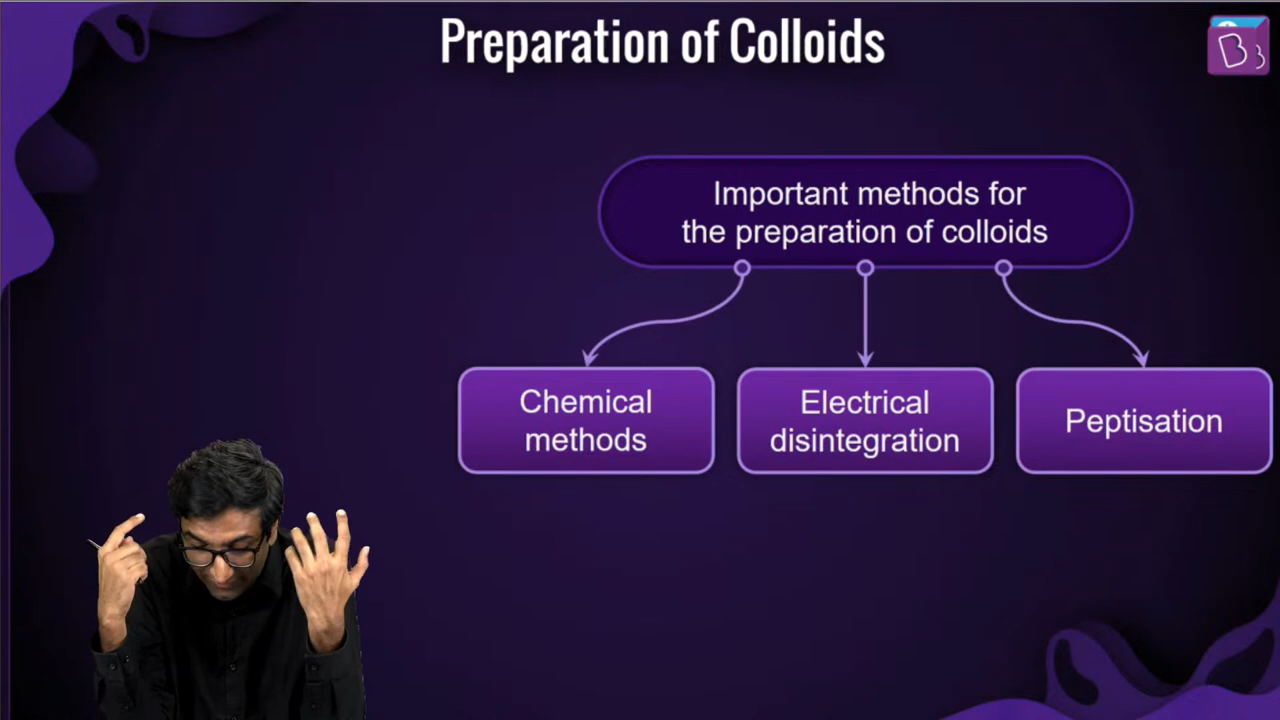 Preparation of Colloids
B
Important methods for
the preparation of colloids
Chemical
methods
Electrical
disintegration
Peptisation